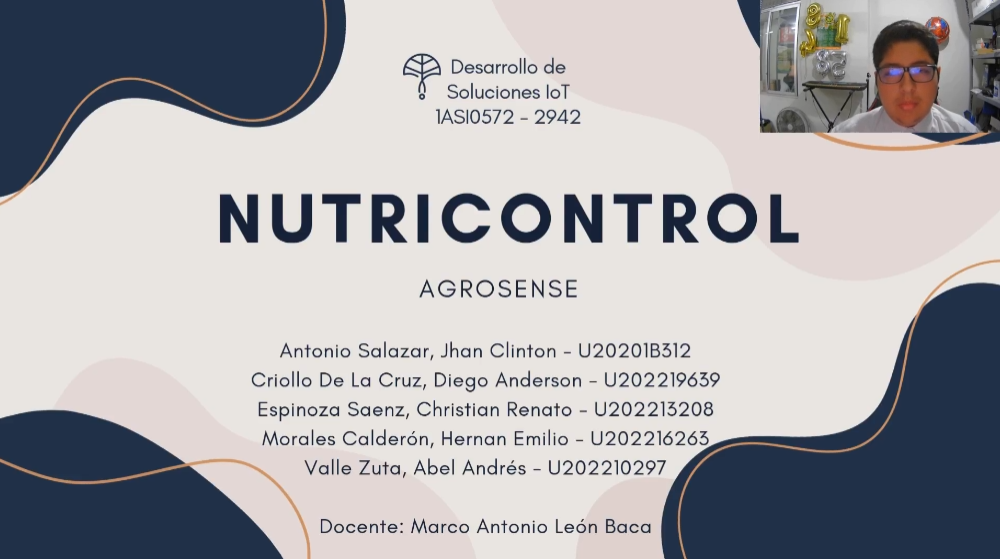 Desarrollo de
Soluciones IoT
1ASI0572 - 2942
NUTRICONTROL
AGROSENSE
Antonio Salazar, Jhan Clinton - U20201B312
Criollo De La Cruz, Diego Anderson - U202219639
Espinoza Saenz, Christian Renato - U202213208
Morales Calderón, Hernan Emilio - U202216263
Valle Zuta, Abel Andrés - U202210297
Docente: Marco Antonio León Baca